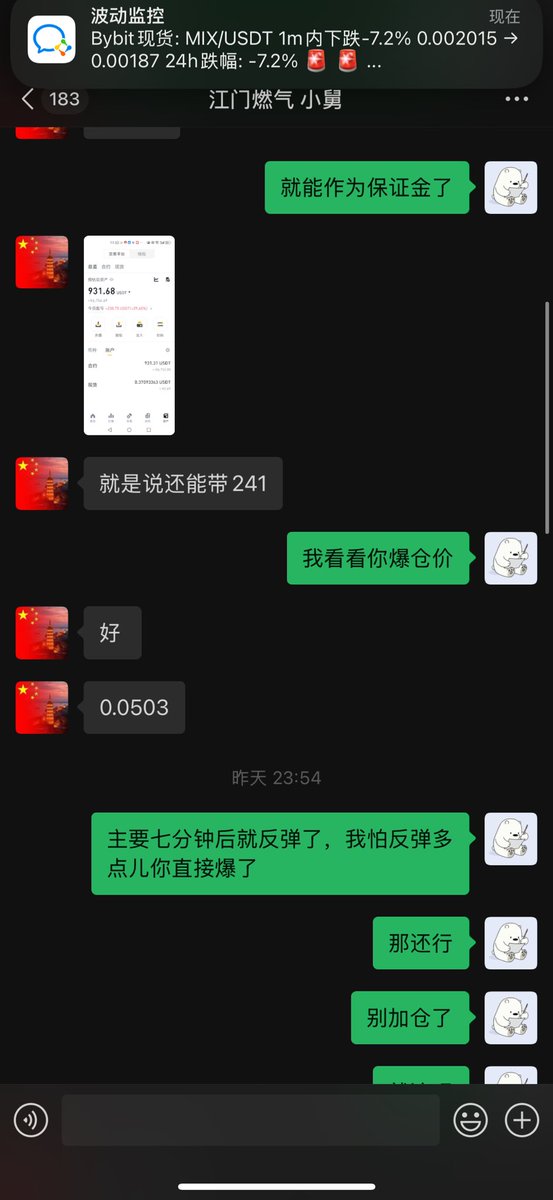 波动监控
现在
Bybit现货: MIX/USDT 1m内下跌-7.2% 0.002015 →
0.00187 24h跌幅: -7.2% 🚨 🚨 ...
183
江门燃气 小舅
就能作为保证金了
931.68
就是说还能带241
我看看你爆仓价
好
0.0503
昨天 23:54
主要七分钟后就反弹了，我怕反弹多
点儿你直接爆了
那还行
别加仓了